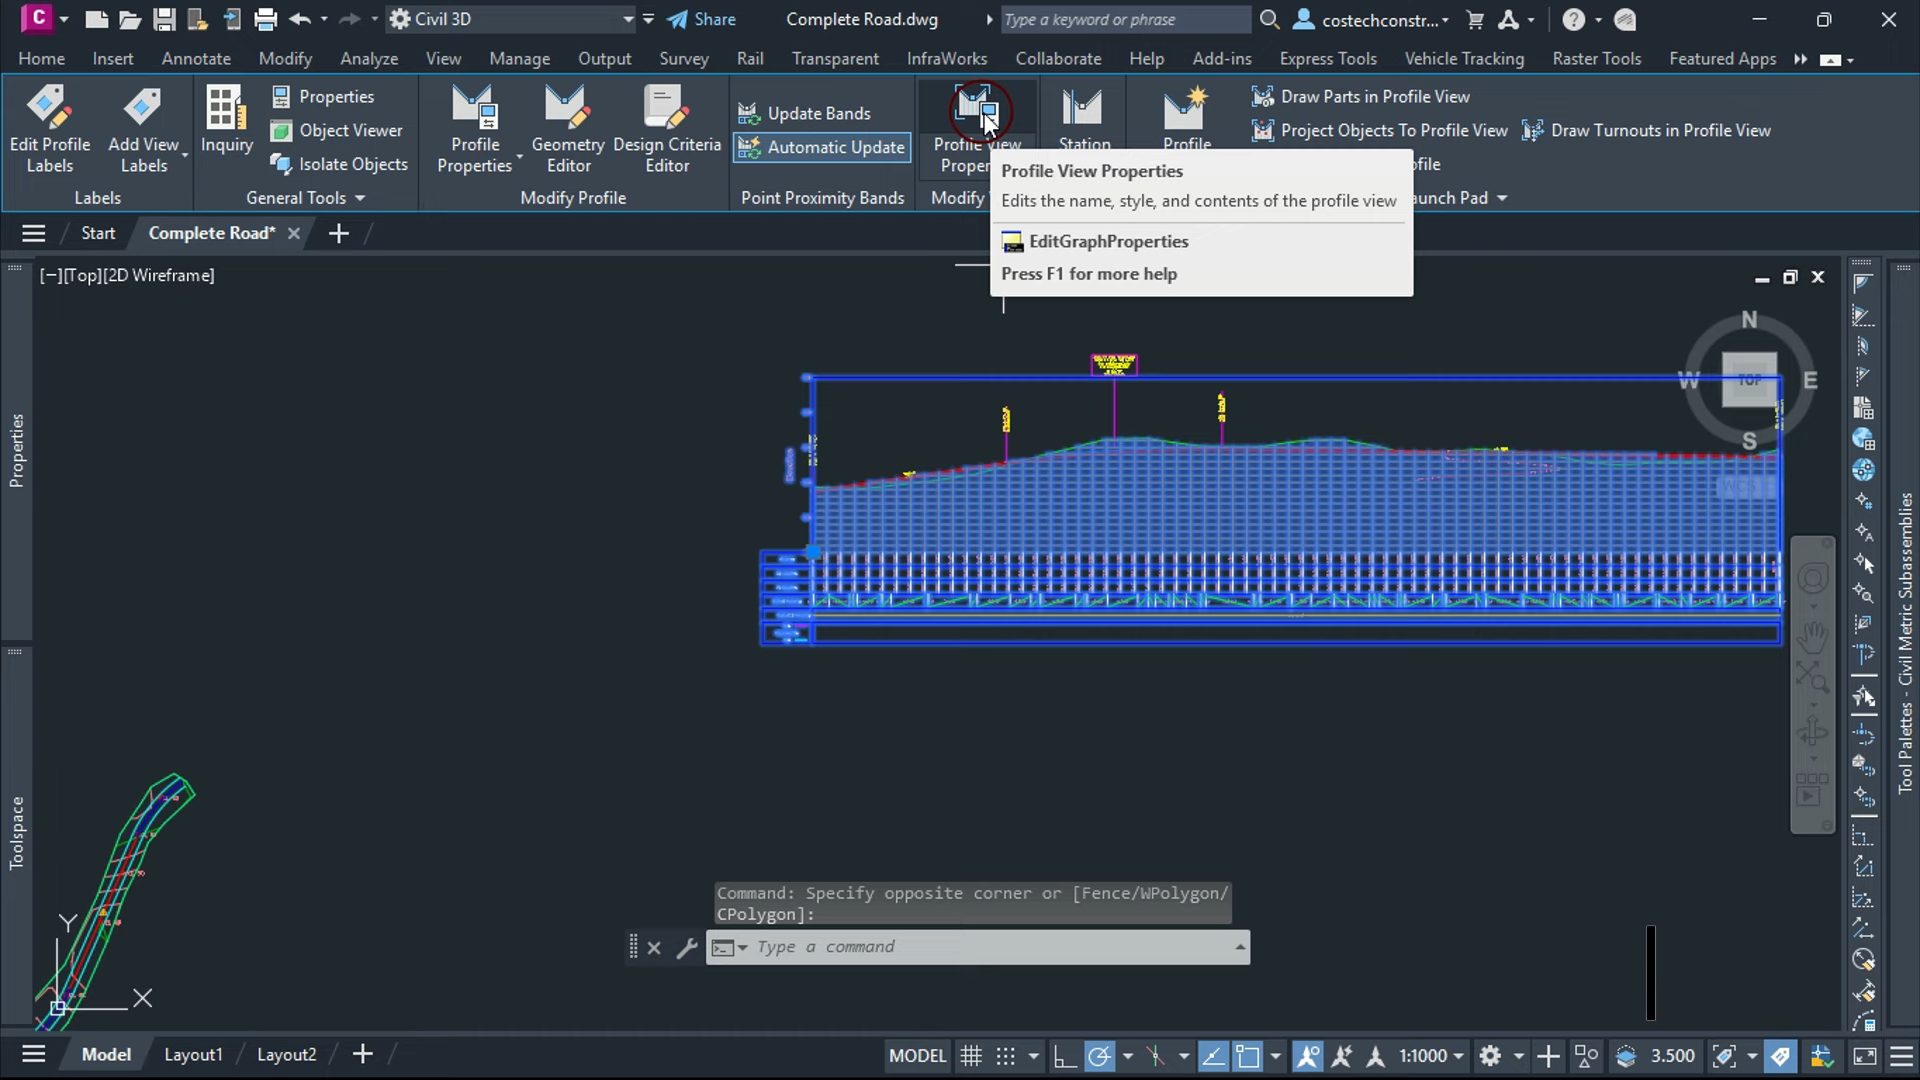 C
Civil 3D
Share
Complete Road.dwg
Type a keyword or phrase
costechconstr...
Home Insert Annotate Modify Analyze View Manage Output Survey Rail Transparent InfraWorks Collaborate Help Add-ins Express Tools Vehicle Tracking Raster Tools Featured Apps
Edit Profile
Labels
Add View
Labels
Labels
Inquiry
Properties
Object Viewer
Isolate Objects
General Tools
Profile
Properties
Geometry
Editor
Design Criteria
Editor
Modify Profile
Update Bands
Automatic Update
Point Proximity Bands
Profile View
Proper
Modify
Station
Profile
Draw Parts in Profile View
Project Objects To Profile View
Draw Turnouts in Profile View
ofile
aunch Pad
Profile View Properties
Edits the name, style, and contents of the profile view
EditGraphProperties
Press F1 for more help
Start
Complete Road*
[−][Top][2D Wireframe]
N
W
TOP
E
S
Properties
Toolspace
Tool Palettes - Civil Metric Subassemblies
Y
X
Command: Specify opposite corner or [Fence/WPolygon/
CPolygon]:
Type a command
Model
Layout1
Layout2
MODEL
1:1000
3.500